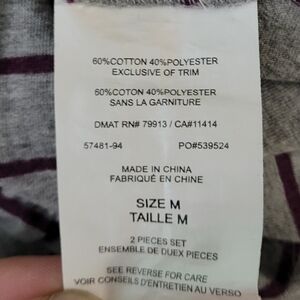 60%COTTON 40%POLYESTER
EXCLUSIVE OF TRIM
60%COTON 40%POLYESTER
SANS LA GARNITURE
DMAT RN# 79913 / CA#11414
57481-94 PO#539524
MADE IN CHINA
FABRIQUÉ EN CHINE
SIZE M
TAILLE M
2 PIECES SET
ENSEMBLE DE DUEX PIECES
SEE REVERSE FOR CARE
VOIR CONSEILS D'ENTRETIEN AU VERSO